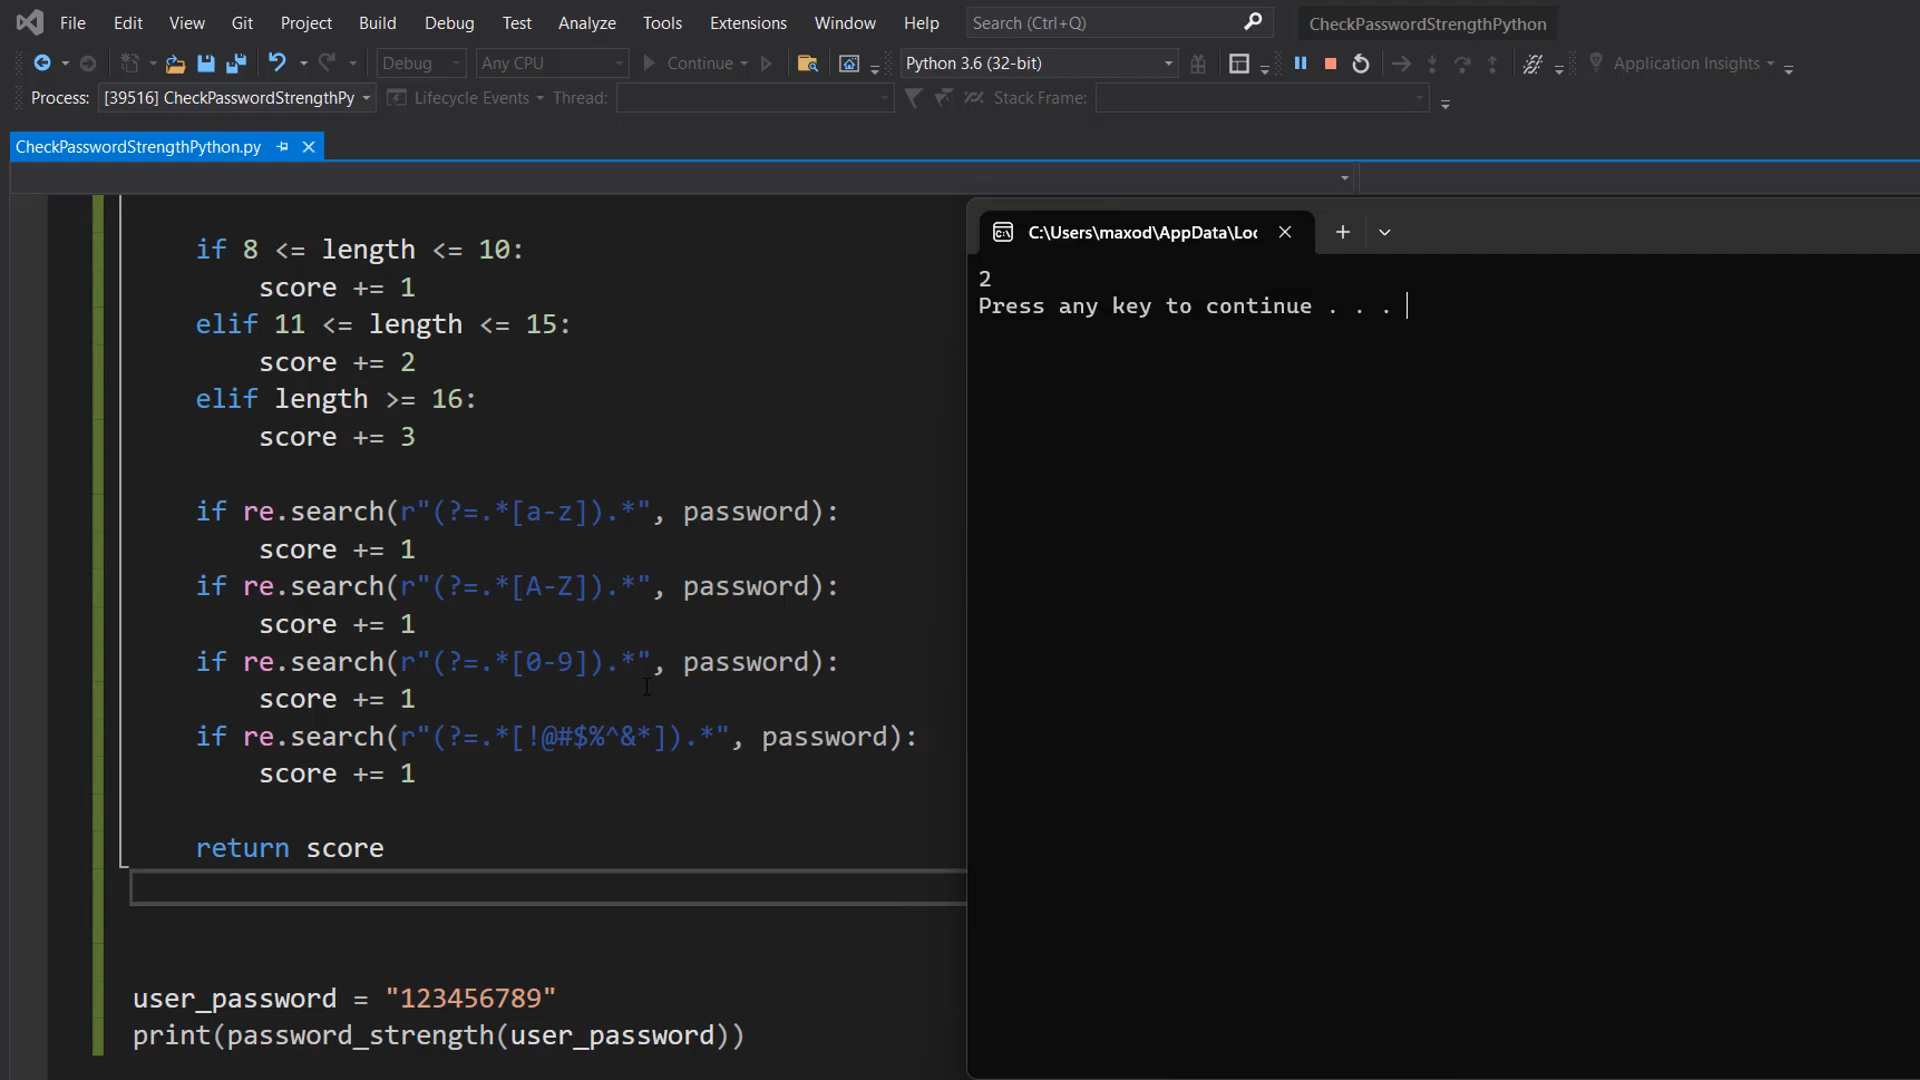 File Edit View Git Project Build Debug Test Analyze Tools Extensions Window Help Search (Ctrl+Q) CheckPasswordStrengthPython
Debug Any CPU Continue Python 3.6 (32-bit) Application Insights
Process: [39516] CheckPasswordStrengthPy Lifecycle Events Thread: Stack Frame:
CheckPasswordStrengthPython.py
if 8 <= length <= 10:
score += 1
elif 11 <= length <= 15:
score += 2
elif length >= 16:
score += 3
if re.search(r"(?=.*[a-z]).*", password):
score += 1
if re.search(r"(?=.*[A-Z]).*", password):
score += 1
if re.search(r"(?=.*[0-9]).*", password):
score += 1
if re.search(r"(?=.*[!@#$%^&*]).*", password):
score += 1
return score
user_password = "123456789"
print(password_strength(user_password))
C:\Users\maxod\AppData\Loc
2
Press any key to continue . . .